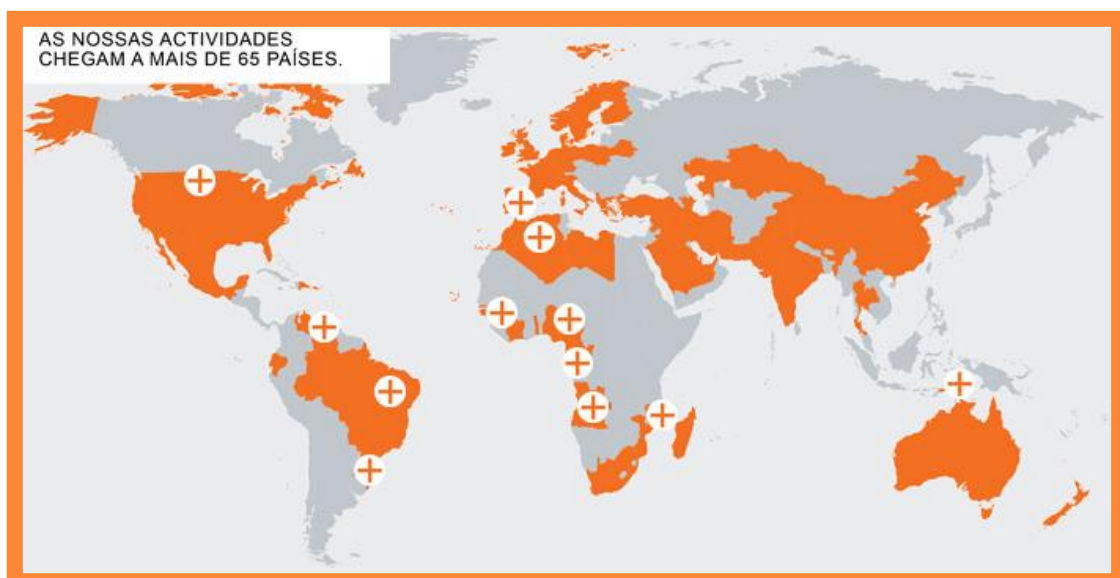 AS NOSSAS ACTIVIDADES
CHEGAM A MAIS DE 65 PAÍSES.